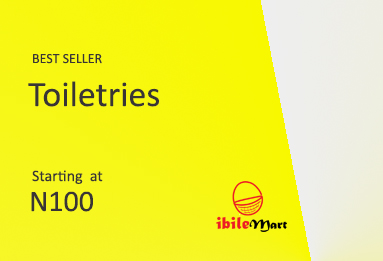 BEST SELLER
Toiletries
Starting at
N100
ibileMart